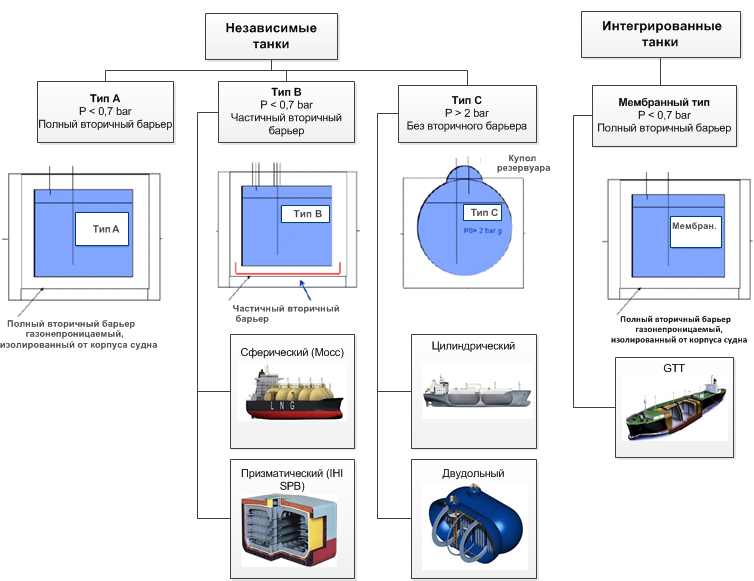 Независимые
танки
Интегрированные
танки
Тип А
P < 0,7 bar
Полный вторичный барьер
Тип В
P < 0,7 bar
Частичный вторичный
барьер
Тип С
P > 2 bar
Без вторичного барьера
Мембранный тип
P < 0,7 bar
Полный вторичный барьер
Купол
резервуара
Тип А
Тип В
Тип С
P0> 2 bar g
Мембран.
Полный вторичный барьер
газонепроницаемый,
изолированный от корпуса судна
Частичный вторичный
барьер
Полный вторичный барьер
газонепроницаемый,
изолированный от корпуса судна
Сферический (Мосс)
LNG
Цилиндрический
GTT
Призматический (IHI
SPB)
Двудольный